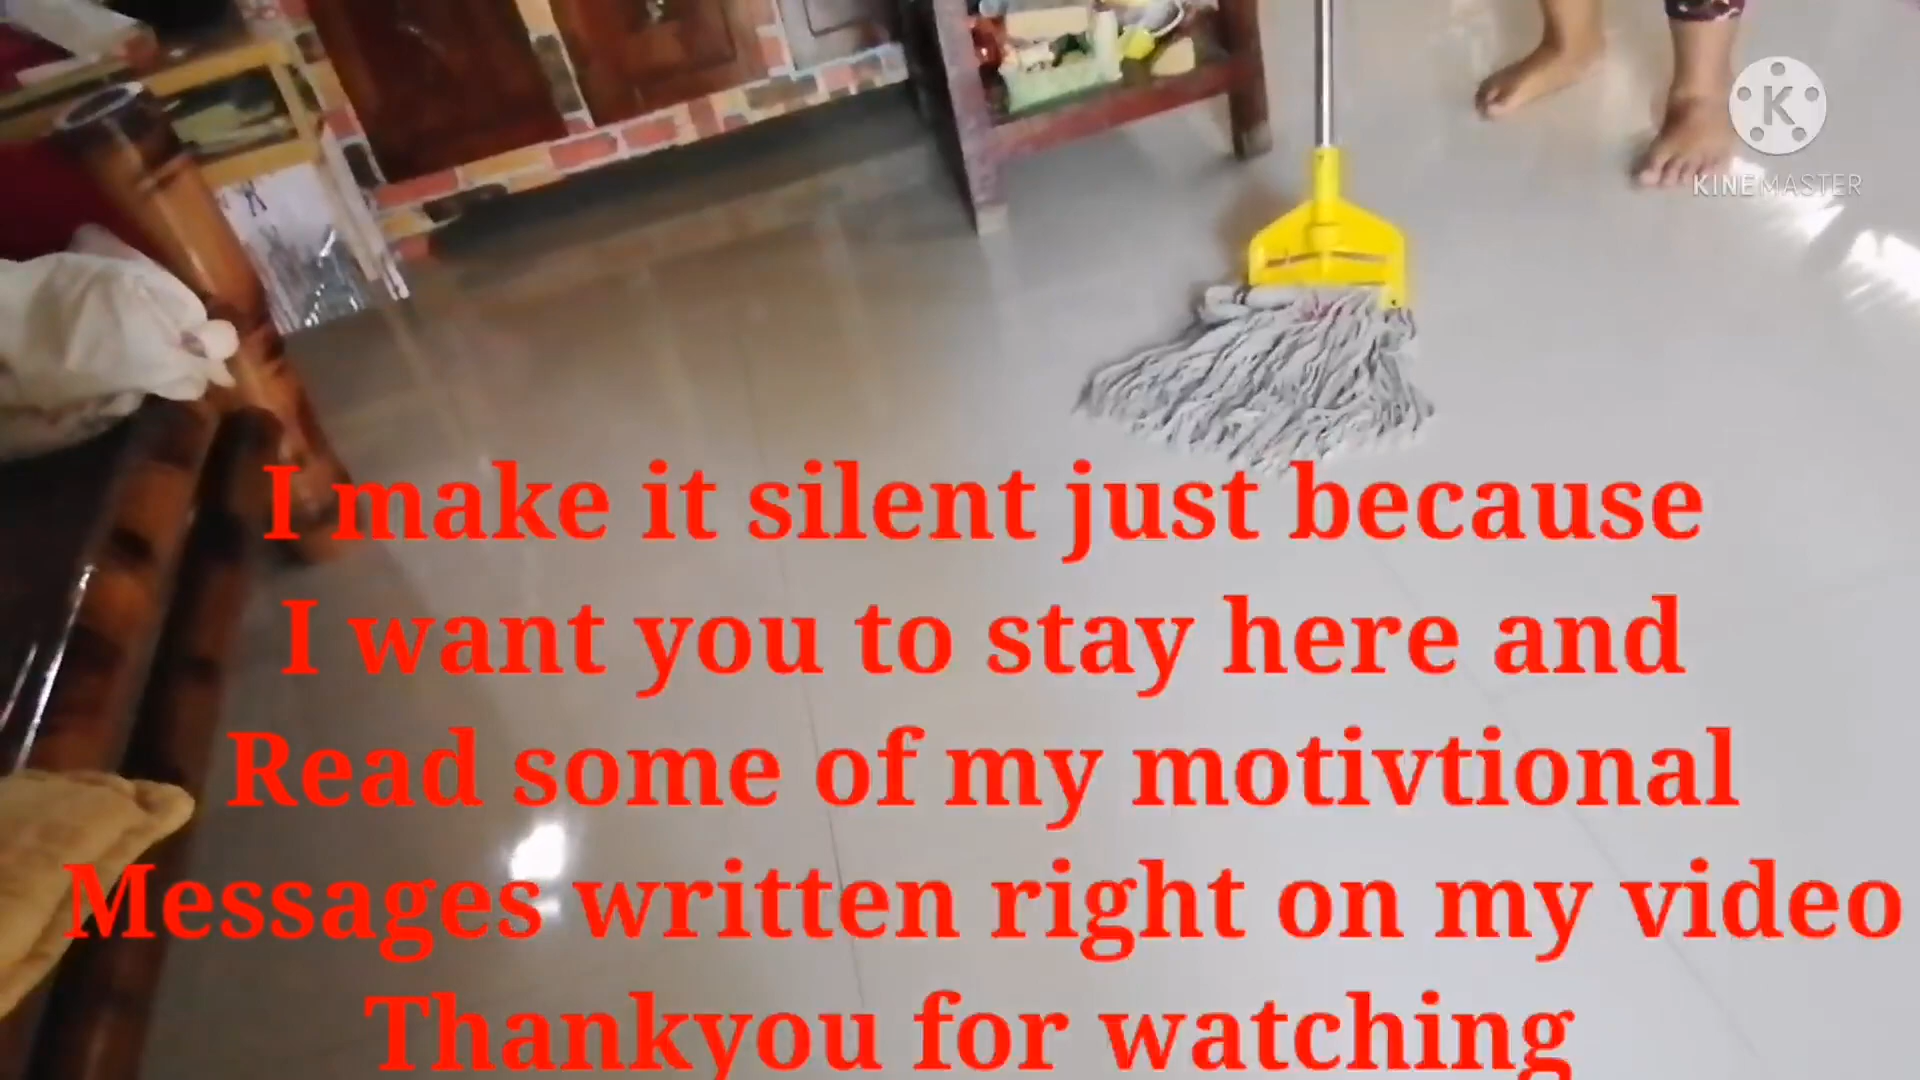 K
KINEMASTER
I make it silent just because
I want you to stay here and
Read some of my motivtional
Messages written right on my video
Thankyou for watching